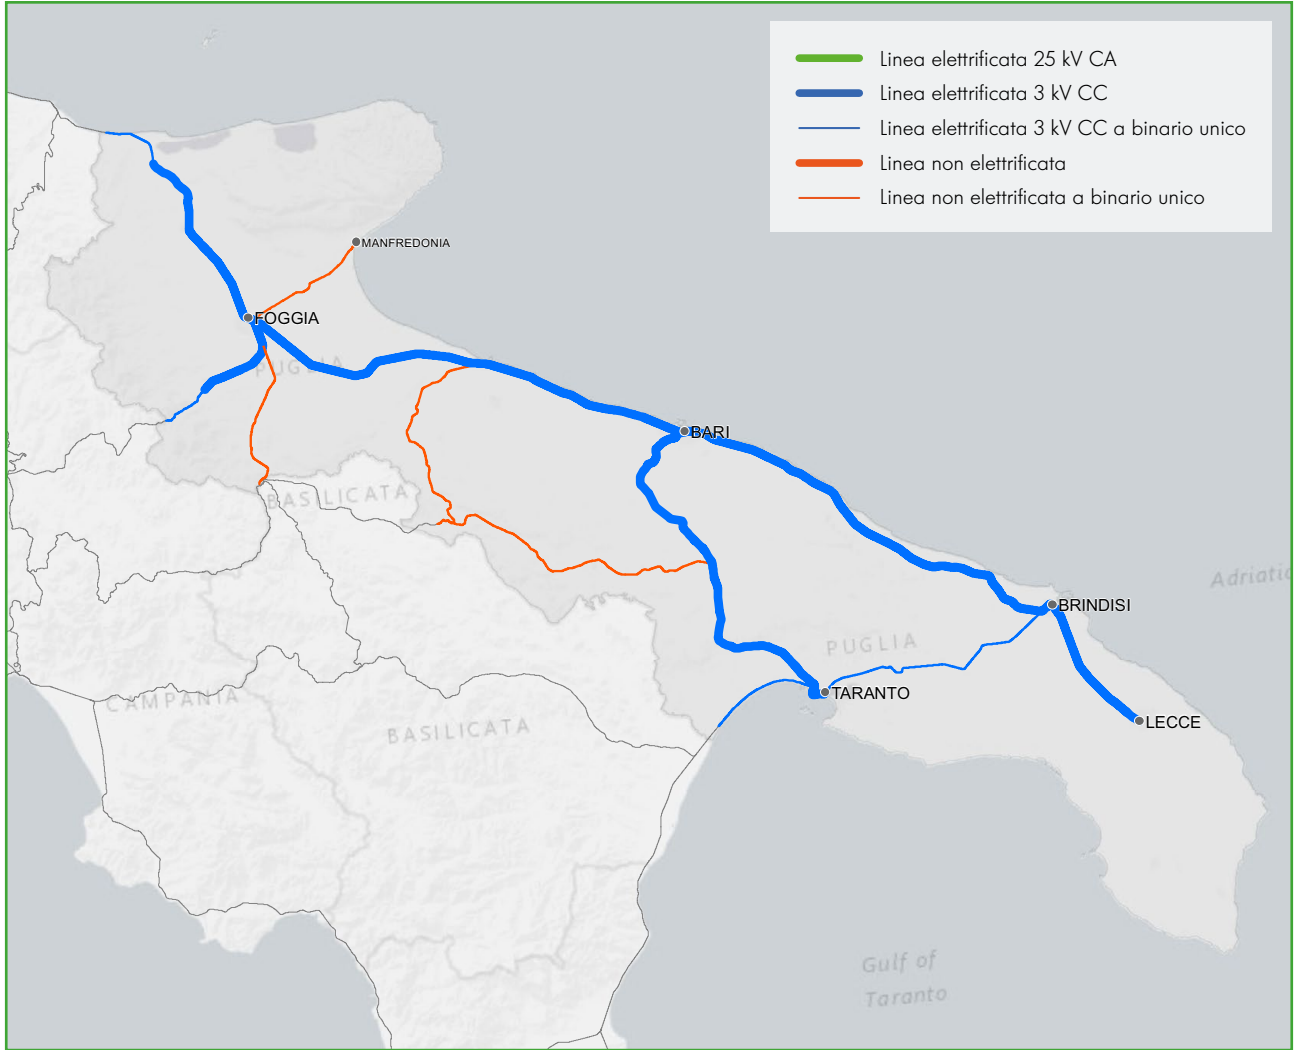 Linea elettrificata 25 kV CA
Linea elettrificata 3 kV CC
Linea elettrificata 3 kV CC a binario unico
Linea non elettrificata
Linea non elettrificata a binario unico
MANFREDONIA
FOGGIA
PUGLIA
BARI
BASILICATA
Adriatic
BRINDISI
PUGLIA
TARANTO
CAMPANIA
LECCE
BASILICATA
Gulf of
Taranto